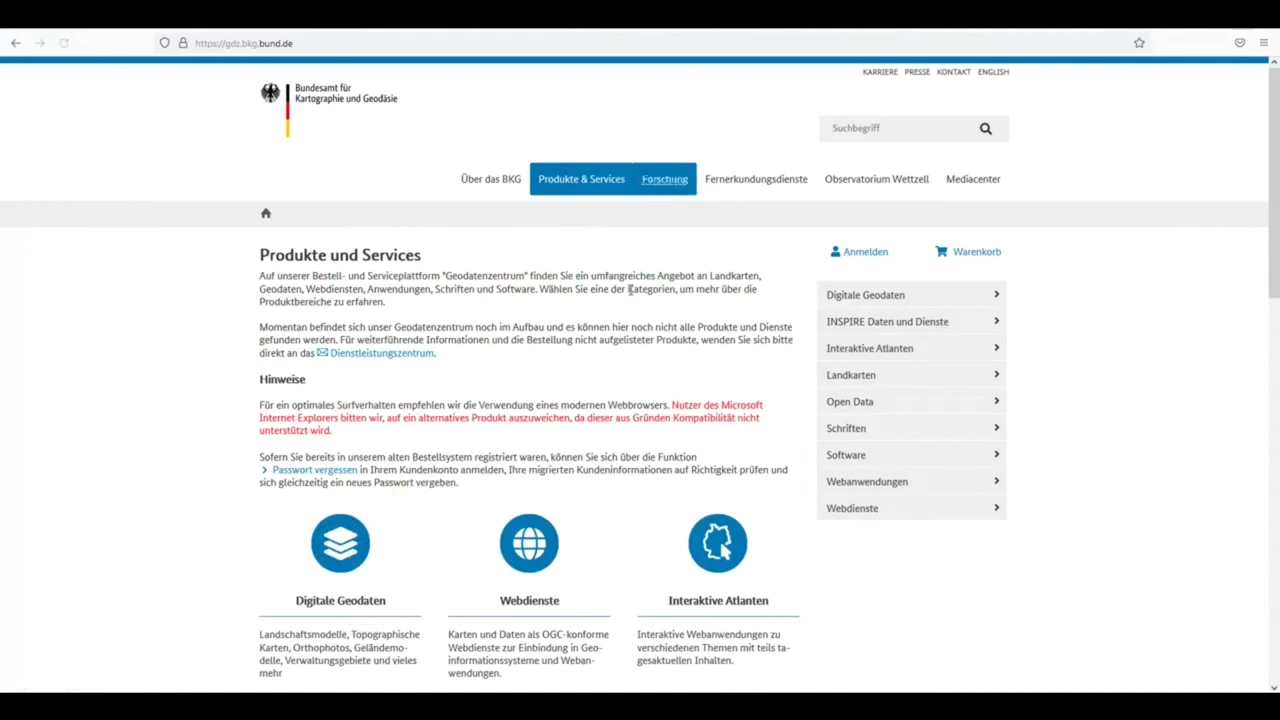 https://gdz.bkg.bund.de
KARRIERE PRESSE KONTAKT ENGLISH
Bundesamt für
Kartographie und Geodäsie
Suchbegriff
Über das BKG Produkte & Services Forschung Fernerkundungsdienste Observatorium Wettzell Mediacenter
Produkte und Services
Auf unserer Bestell- und Serviceplattform "Geodatenzentrum" finden Sie ein umfangreiches Angebot an Landkarten,
Geodaten, Webdiensten, Anwendungen, Schriften und Software. Wählen Sie eine der Kategorien, um mehr über die
Produktbereiche zu erfahren.
Momentan befindet sich unser Geodatenzentrum noch im Aufbau und es können hier noch nicht alle Produkte und Dienste
gefunden werden. Für weiterführende Informationen und die Bestellung nicht aufgelisteter Produkte, wenden Sie sich bitte
direkt an das Dienstleistungszentrum.
Hinweise
Für ein optimales Surfverhalten empfehlen wir die Verwendung eines modernen Webbrowsers. Nutzer des Microsoft
Internet Explorers bitten wir, auf ein alternatives Produkt auszuweichen, da dieser aus Gründen Kompatibilität nicht
unterstützt wird.
Sofern Sie bereits in unserem alten Bestellsystem registriert waren, können Sie sich über die Funktion
Passwort vergessen in Ihrem Kundenkonto anmelden, Ihre migrierten Kundeninformationen auf Richtigkeit prüfen und
sich gleichzeitig ein neues Passwort vergeben.
Anmelden Warenkorb
Digitale Geodaten
INSPIRE Daten und Dienste
Interaktive Atlanten
Landkarten
Open Data
Schriften
Software
Webanwendungen
Webdienste
Digitale Geodaten
Landschaftsmodelle, Topographische
Karten, Orthophotos, Geländemo-
delle, Verwaltungsgebiete und vieles
mehr
Webdienste
Karten und Daten als OGC-konforme
Webdienste zur Einbindung in Geo-
informationssysteme und Weban-
wendungen.
Interaktive Atlanten
Interaktive Webanwendungen zu
verschiedenen Themen mit teils ta-
gesaktuellen Inhalten.